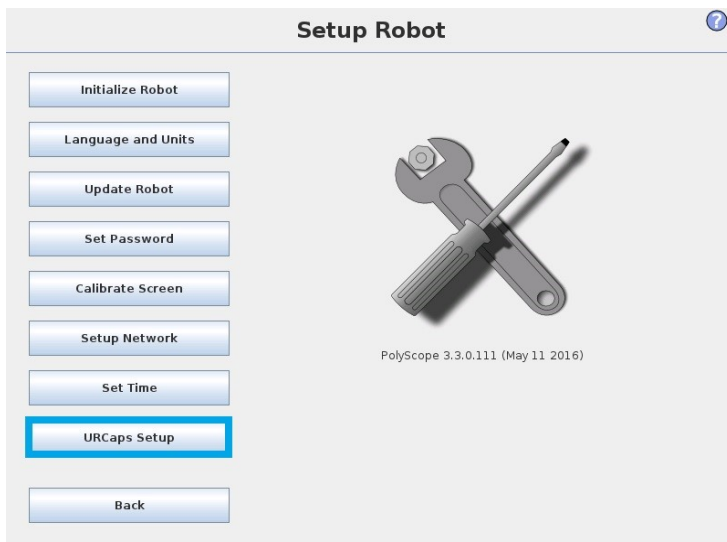 Setup Robot
?
Initialize Robot
Language and Units
Update Robot
Set Password
Calibrate Screen
Setup Network
Set Time
URCaps Setup
Back
PolyScope 3.3.0.111 (May 11 2016)